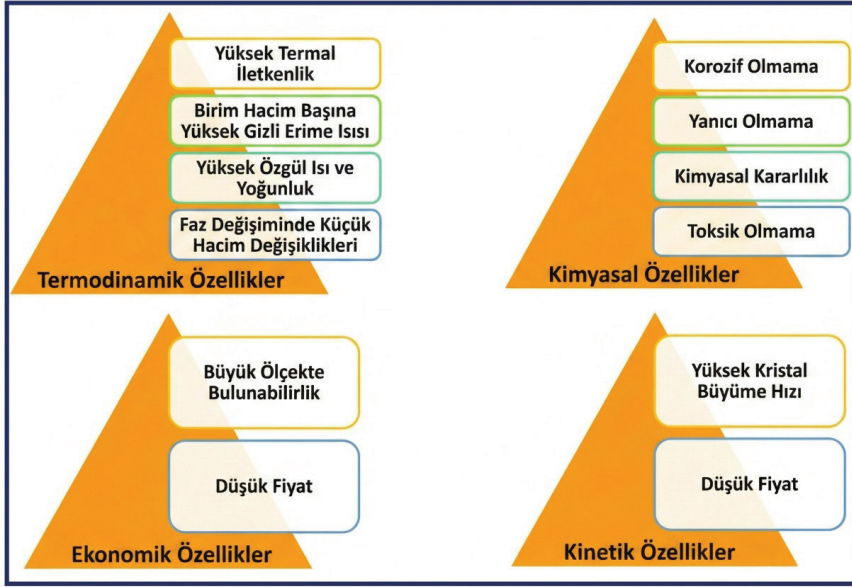 Yüksek Termal
İletkenlik
Birim Hacim Başına
Yüksek Gizli Erime Isısı
Yüksek Özgül Isı ve
Yoğunluk
Faz Değişiminde Küçük
Hacim Değişiklikleri
Termodinamik Özellikler
Korozif Olmama
Yanıcı Olmama
Kimyasal Kararlılık
Toksik Olmama
Kimyasal Özellikler
Büyük Ölçekte
Bulunabilirlik
Düşük Fiyat
Ekonomik Özellikler
Yüksek Kristal
Büyüme Hızı
Düşük Fiyat
Kinetik Özellikler